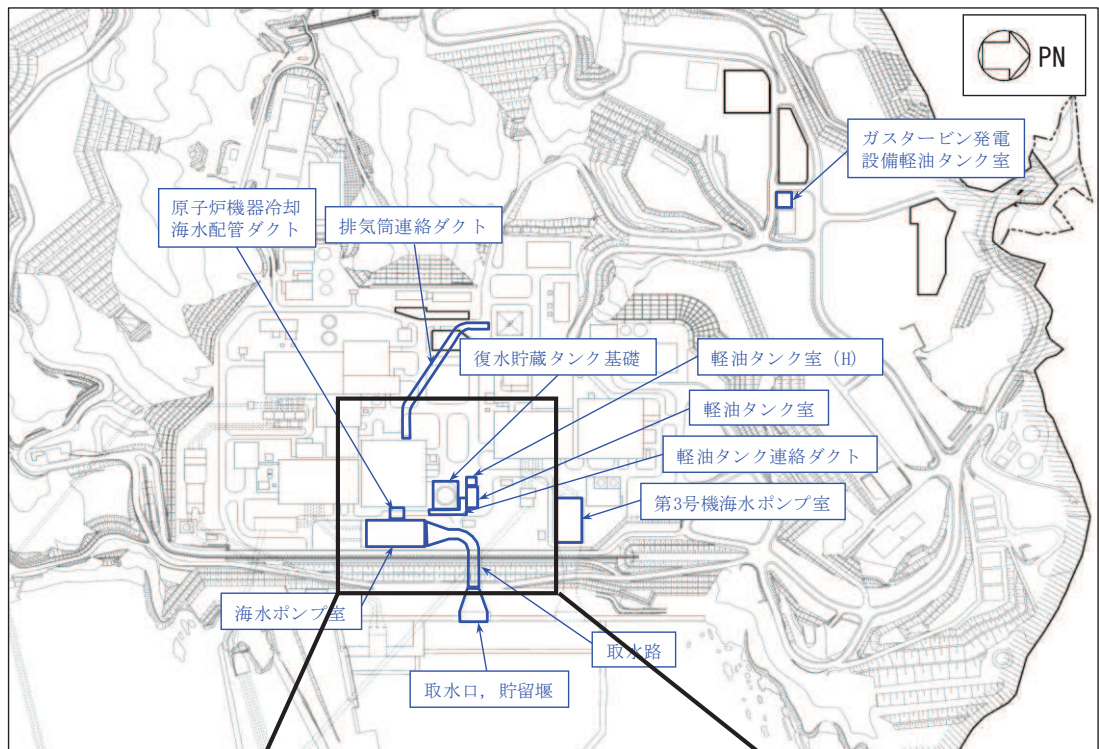 PN
ガスタービン発電
設備軽油タンク室
原子炉機器冷却
海水配管ダクト
排気筒連絡ダクト
復水貯蔵タンク基礎
軽油タンク室 (H)
軽油タンク室
軽油タンク連絡ダクト
第3号機海水ポンプ室
海水ポンプ室
取水路
取水口，貯留堰